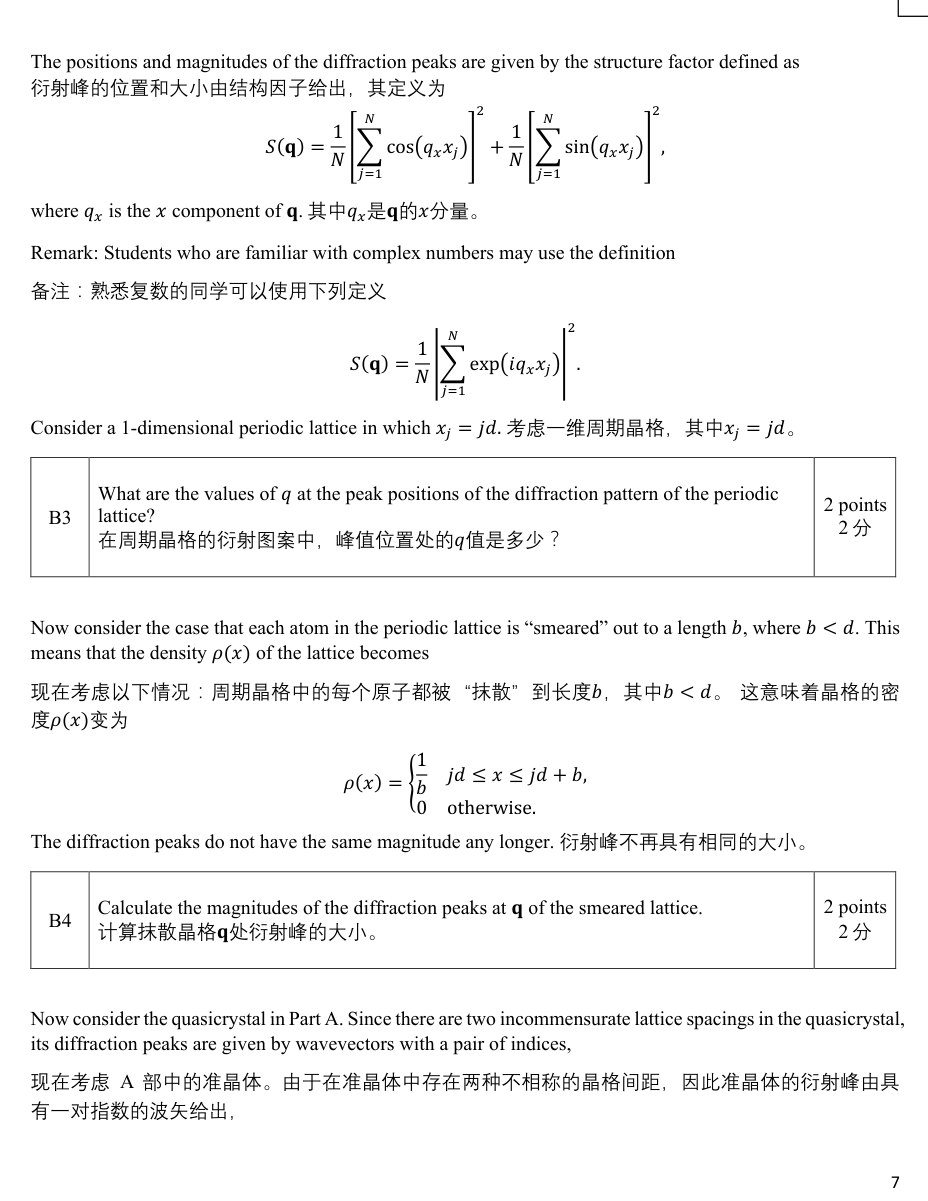 The positions and magnitudes of the diffraction peaks are given by the structure factor defined as
衍射峰的位置和大小由结构因子给出，其定义为
S(𝐪) = 1/N [∑_{j=1}^{N} cos(q_x x_j)]^2 + 1/N [∑_{j=1}^{N} sin(q_x x_j)]^2,
where q_x is the x component of 𝐪. 其中q_x是𝐪的x分量。
Remark: Students who are familiar with complex numbers may use the definition
备注：熟悉复数的同学可以使用下列定义
S(𝐪) = 1/N |∑_{j=1}^{N} exp(iq_x x_j)|^2.
Consider a 1-dimensional periodic lattice in which x_j = jd. 考虑一维周期晶格，其中x_j = jd。
B3
What are the values of q at the peak positions of the diffraction pattern of the periodic
lattice?
在周期晶格的衍射图案中，峰值位置处的q值是多少？
2 points
2 分
Now consider the case that each atom in the periodic lattice is “smeared” out to a length b, where b < d. This
means that the density ρ(x) of the lattice becomes
现在考虑以下情况：周期晶格中的每个原子都被“抹散”到长度b，其中b < d。 这意味着晶格的密
度ρ(x)变为
ρ(x) = { 1/b jd ≤ x ≤ jd + b,
0 otherwise.
The diffraction peaks do not have the same magnitude any longer. 衍射峰不再具有相同的大小。
B4
Calculate the magnitudes of the diffraction peaks at 𝐪 of the smeared lattice.
计算抹散晶格𝐪处衍射峰的大小。
2 points
2 分
Now consider the quasicrystal in Part A. Since there are two incommensurate lattice spacings in the quasicrystal,
its diffraction peaks are given by wavevectors with a pair of indices,
现在考虑 A 部中的准晶体。由于在准晶体中存在两种不相称的晶格间距，因此准晶体的衍射峰由具
有一对指数的波矢给出，
7